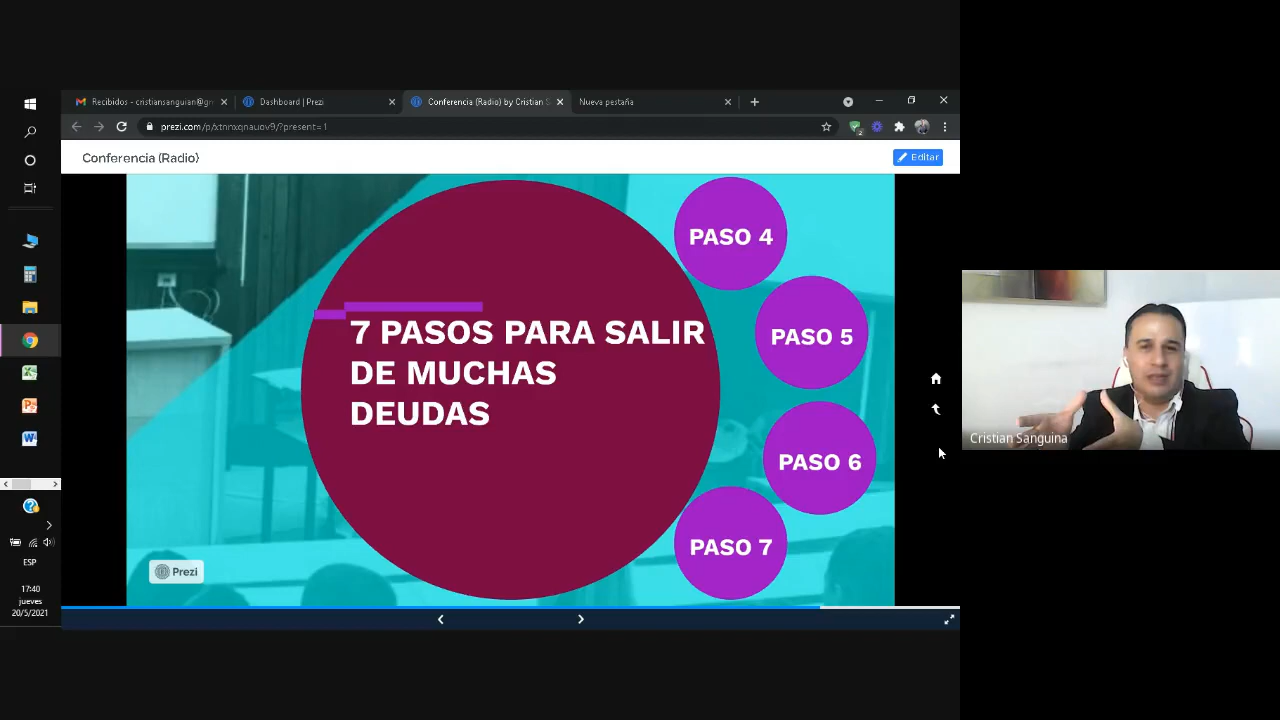 Recibidos - cristiansanguian@gm
Dashboard | Prezi
Conferencia (Radio) by Cristian S
Nueva pestaña
prezi.com/p/xtnnxqnauov9/?present=1
Conferencia (Radio)
Editar
PASO 4
7 PASOS PARA SALIR
DE MUCHAS
DEUDAS
PASO 5
PASO 6
PASO 7
Prezi
Cristian Sanguina
ESP
17:40
jueves
20/5/2021